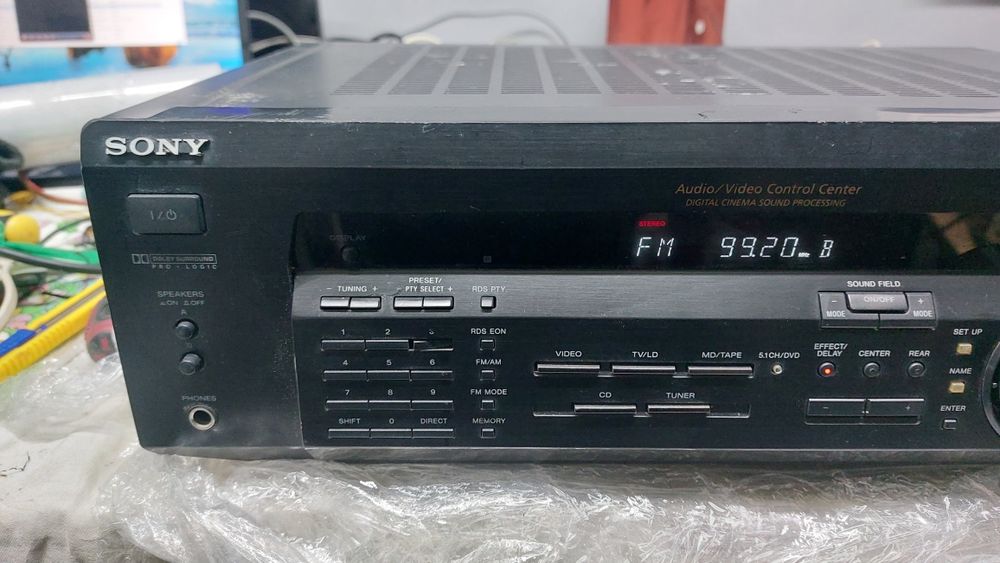 SONY
Audio/Video Control Center
DIGITAL CINEMA SOUND PROCESSING
I/⏻
DISPLAY
STEREO
FM 99.20 MHz B
DOLBY SURROUND
PRO • LOGIC
SPEAKERS
ON OFF
A
PHONES
− TUNING +
PRESET/
− PTY SELECT +
RDS PTY
1 2 3
RDS EON
4 5 6
FM/AM
7 8 9
FM MODE
SHIFT 0 DIRECT
MEMORY
VIDEO TV/LD MD/TAPE 5.1CH/DVD
CD TUNER
SOUND FIELD
− ON/OFF +
MODE MODE
EFFECT/
DELAY CENTER REAR
− +
SET UP
NAME
ENTER